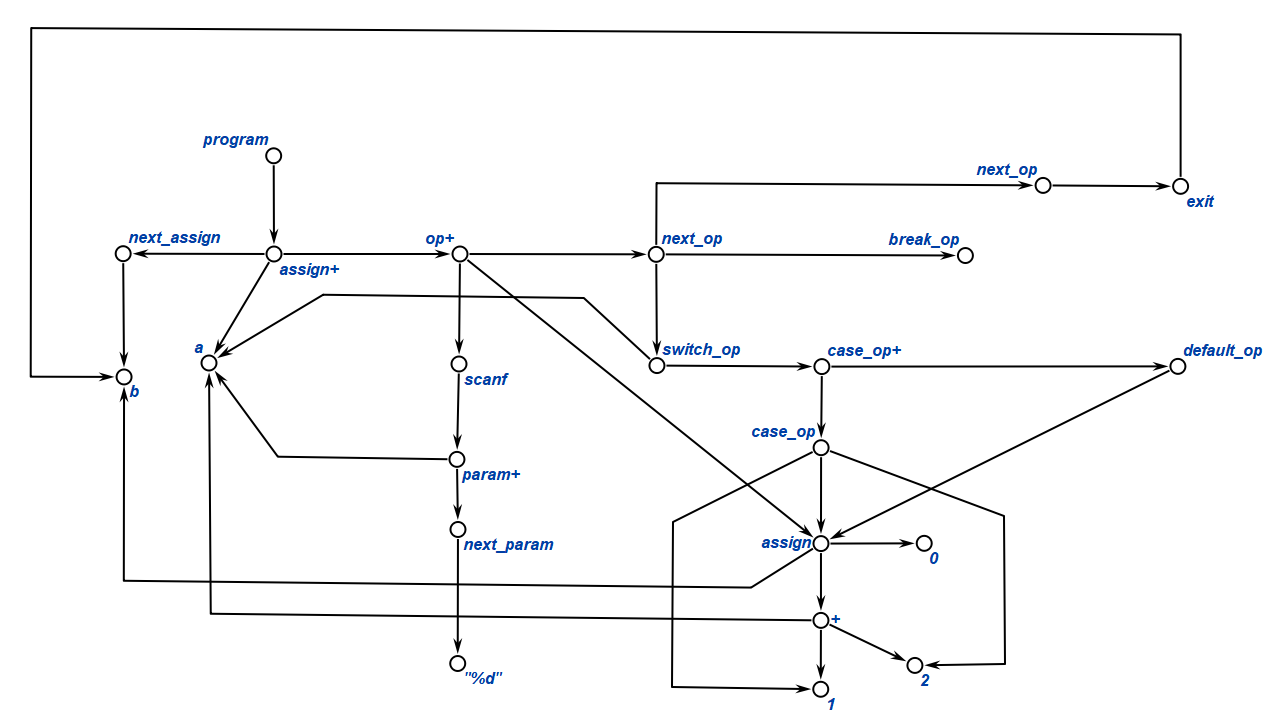 program
next_op
exit
next_assign
assign+
op+
next_op
break_op
a
b
scanf
switch_op
case_op+
default_op
case_op
param+
next_param
assign
0
+
"%d"
2
1